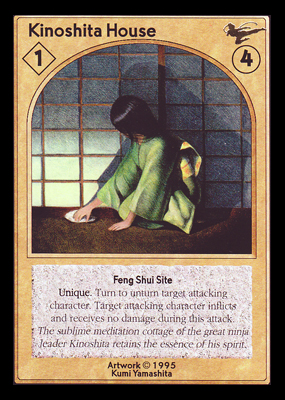 Kinoshita House
1
4
Feng Shui Site
Unique. Turn to unturn target attacking
character. Target attacking character inflicts
and receives no damage during this attack.
The sublime meditation cottage of the great ninja
leader Kinoshita retains the essence of his spirit.
Artwork © 1995
Kumi Yamashita